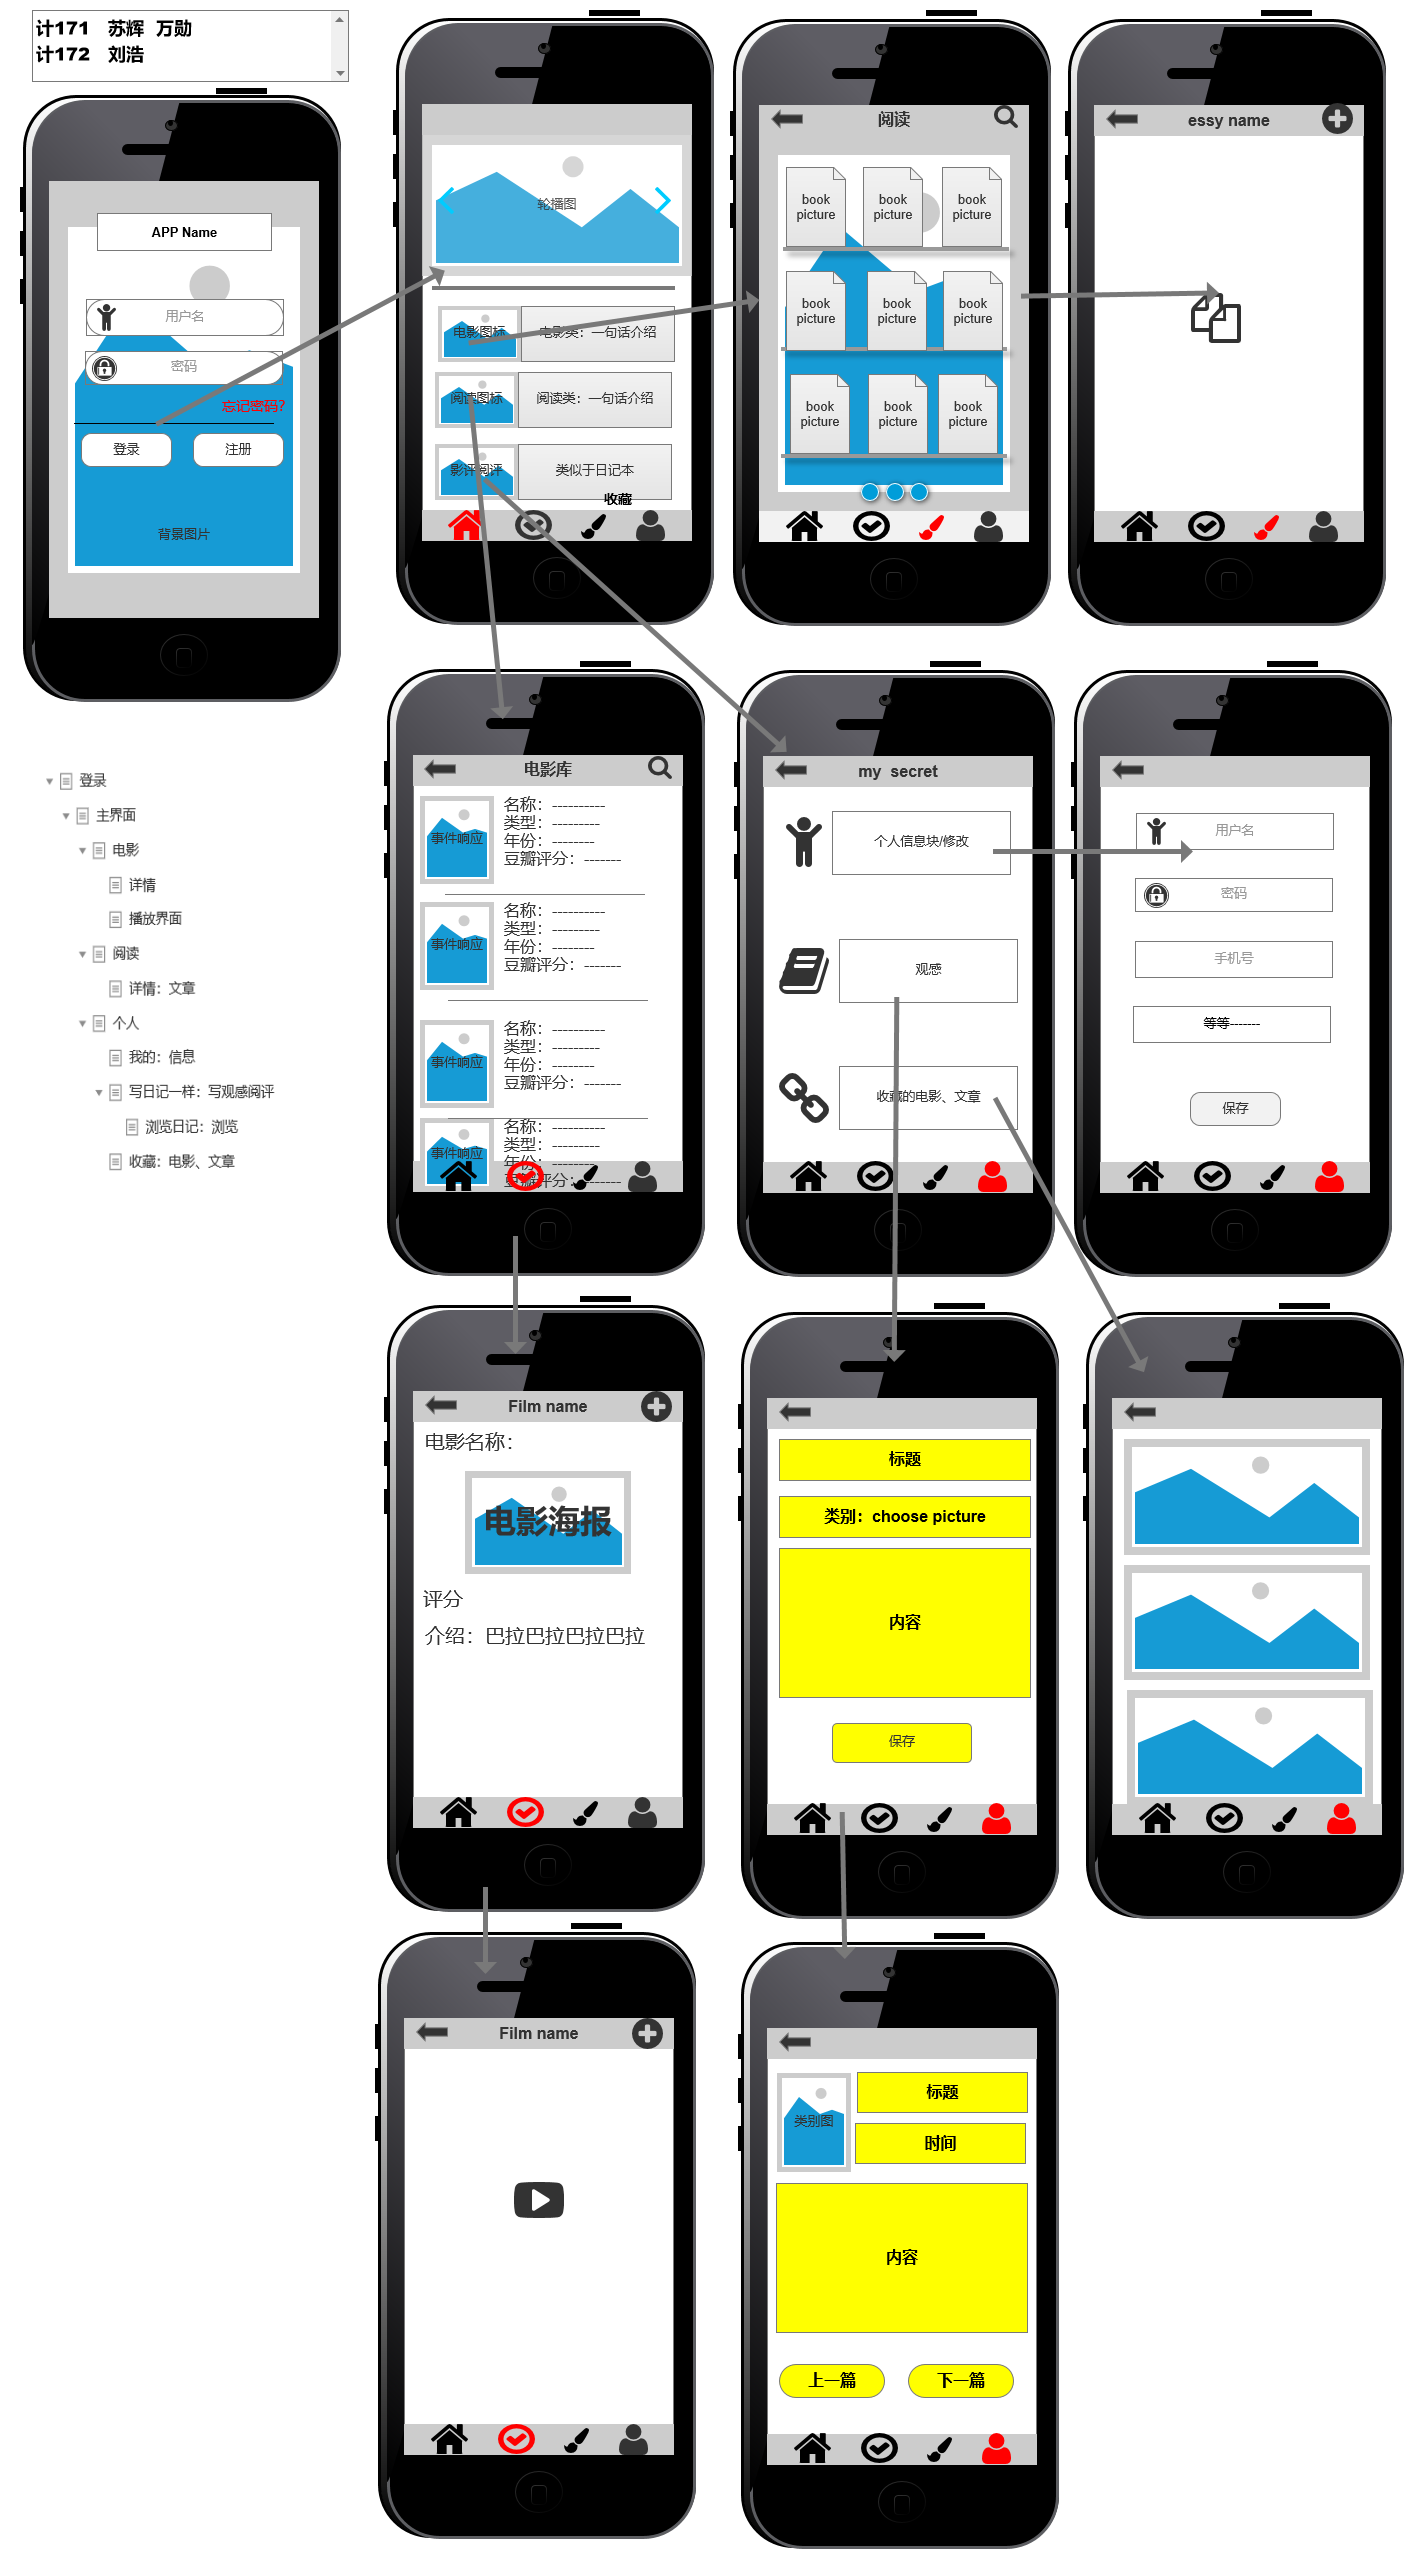 计171 苏辉 万勋
计172 刘浩
APP Name
用户名
密码
忘记密码?
登录 注册
背景图片
轮播图
电影图标 电影类：一句话介绍
阅读图标 阅读类：一句话介绍
影评阅评 类似于日记本
收藏
阅读
book picture book picture book picture
book picture book picture book picture
book picture book picture book picture
essy name
登录
主界面
电影
详情
播放界面
阅读
详情：文章
个人
我的：信息
写日记一样：写观感阅评
浏览日记：浏览
收藏：电影、文章
电影库
事件响应
名称：----------
类型：---------
年份：--------
豆瓣评分：-------
事件响应
名称：----------
类型：---------
年份：--------
豆瓣评分：-------
事件响应
名称：----------
类型：---------
年份：--------
豆瓣评分：-------
事件响应
名称：----------
类型：---------
年份：--------
豆瓣评分：-------
my secret
个人信息块/修改
观感
收藏的电影、文章
用户名
密码
手机号
等等-------
保存
Film name
电影名称：
电影海报
评分
介绍：巴拉巴拉巴拉巴拉
标题
类别：choose picture
内容
保存
Film name
类别图
标题
时间
内容
上一篇 下一篇